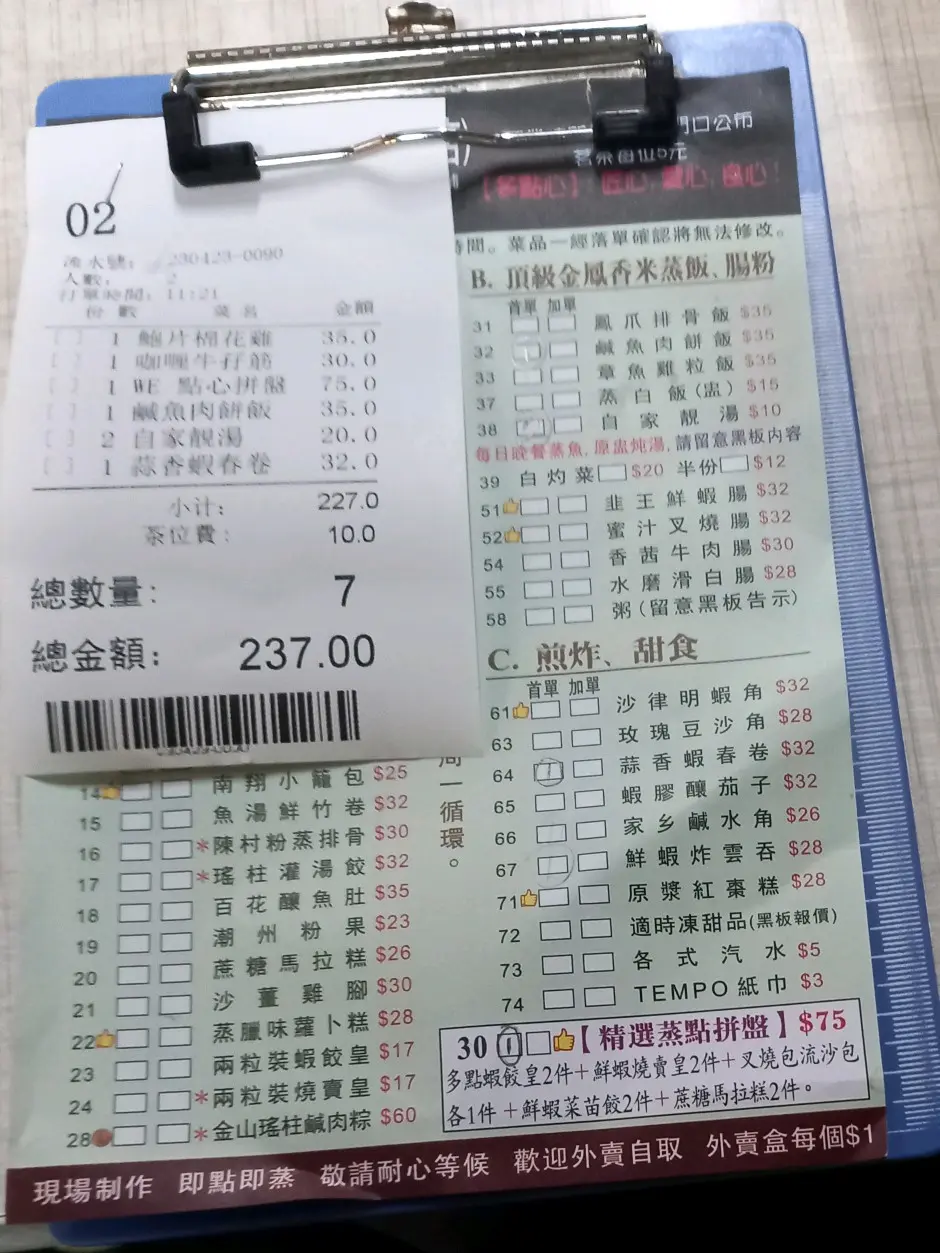 02
流水號: 230423-0090
人數: 2
打單時間: 11:21
份數 菜名 金額
1 鮑片棉花雞 35.0
1 咖喱牛孖筋 30.0
1 WE 點心拼盤 75.0
1 鹹魚肉餅飯 35.0
2 自家靚湯 20.0
1 蒜香蝦春卷 32.0
小计: 227.0
茶位費: 10.0
總數量: 7
總金額: 237.00
門口公布
茗茶每位5元
【多點心】
時間。菜品一經落單確認將無法修改。
B. 頂級金鳳香米蒸飯、腸粉
首單 加單
31 鳳爪排骨飯 $35
32 鹹魚肉餅飯 $35
33 章魚雞粒飯 $35
37 蒸白飯(盅) $15
38 自家靚湯 $10
每日晚餐蒸魚,原盅炖湯,請留意黑板内容
39 白灼菜 $20 半份 $12
51 韭王鮮蝦腸 $32
52 蜜汁叉燒腸 $32
54 香茜牛肉腸 $30
55 水磨滑白腸 $28
58 粥(留意黑板告示)
C. 煎炸、甜食
首單 加單
61 沙律明蝦角 $32
63 玫瑰豆沙角 $28
64 蒜香蝦春卷 $32
65 蝦膠釀茄子 $32
66 家乡鹹水角 $26
67 鮮蝦炸雲吞 $28
71 原漿紅棗糕 $28
72 適時凍甜品(黑板報價)
73 各式汽水 $5
74 TEMPO紙巾 $3
周一循環。
14 南翔小籠包 $25
15 魚湯鮮竹卷 $32
16 *陳村粉蒸排骨 $30
17 *瑤柱灌湯餃 $32
18 百花釀魚肚 $35
19 潮州粉果 $23
20 蔗糖馬拉糕 $26
21 沙薑雞腳 $30
22 蒸臘味蘿卜糕 $28
23 兩粒裝蝦餃皇 $17
24 *兩粒裝燒賣皇 $17
28 *金山瑤柱鹹肉粽 $60
30 1 【精選蒸點拼盤】 $75
多點蝦餃皇2件+鮮蝦燒賣皇2件+叉燒包流沙包
各1件+鮮蝦菜苗餃2件+蔗糖馬拉糕2件。
現場制作 即點即蒸 敬請耐心等候 歡迎外賣自取 外賣盒每個$1